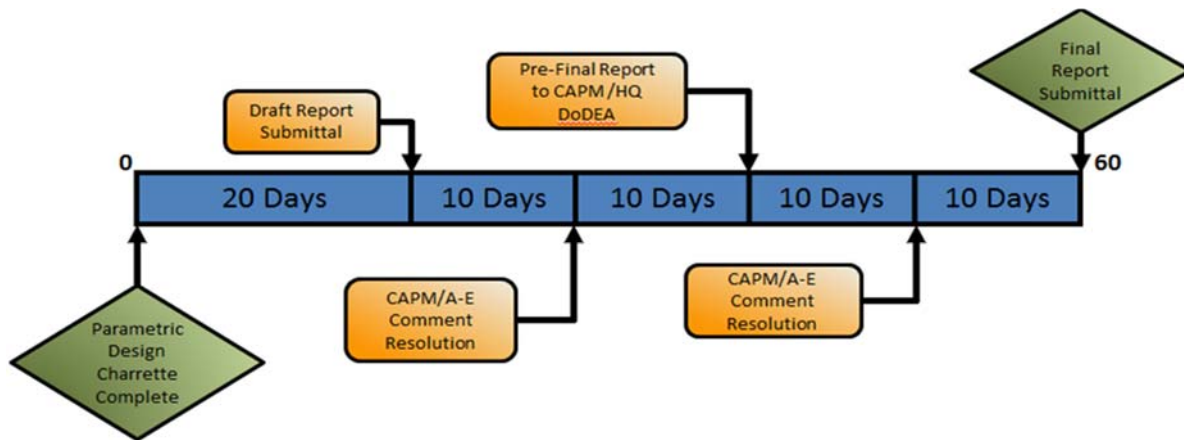 Final
Report
Submittal
Pre-Final Report
to CAPM/HQ
DoDEA
Draft Report
Submittal
0
60
20 Days
10 Days
10 Days
10 Days
10 Days
CAPM/A-E
Comment
Resolution
CAPM/A-E
Comment
Resolution
Parametric
Design
Charrette
Complete